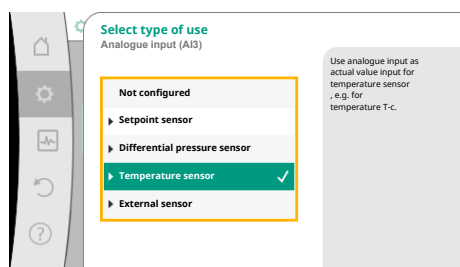 Select type of use
Analogue input (AI3)
Not configured
Setpoint sensor
Differential pressure sensor
Temperature sensor
External sensor
Use analogue input as
actual value input for
temperature sensor
, e.g. for
temperature T-c.
?